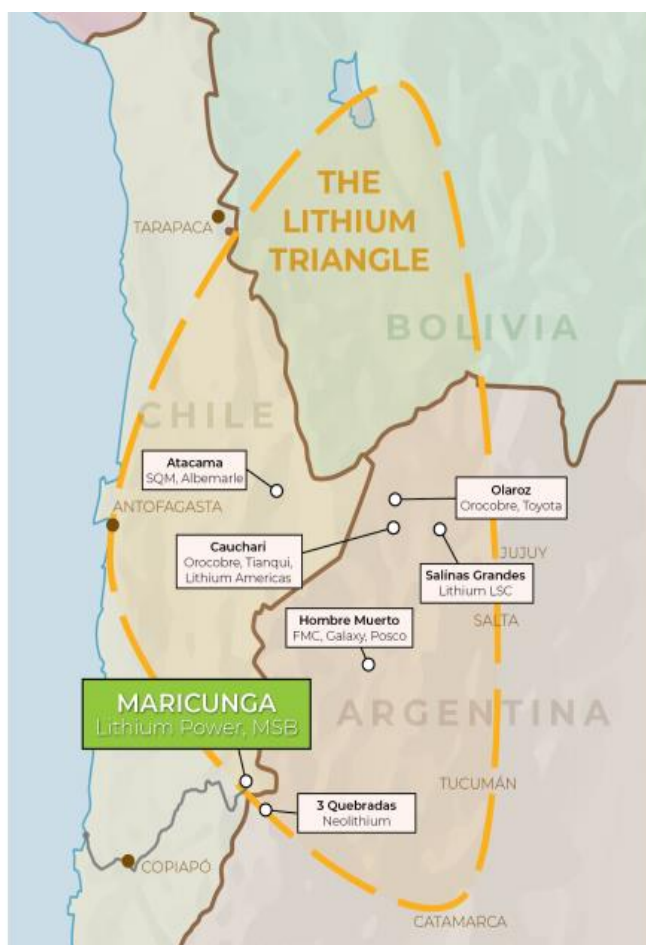 THE
LITHIUM
TRIANGLE
TARAPACA
BOLIVIA
CHILE
Atacama
SQM, Albemarle
Olaroz
Orocobre, Toyota
ANTOFAGASTA
Cauchari
Orocobre, Tianqui,
Lithium Americas
JUJUY
Salinas Grandes
Lithium LSC
SALTA
Hombre Muerto
FMC, Galaxy, Posco
MARICUNGA
Lithium Power, MSB
ARGENTINA
TUCUMÁN
3 Quebradas
Neolithium
COPIAPÓ
CATAMARCA